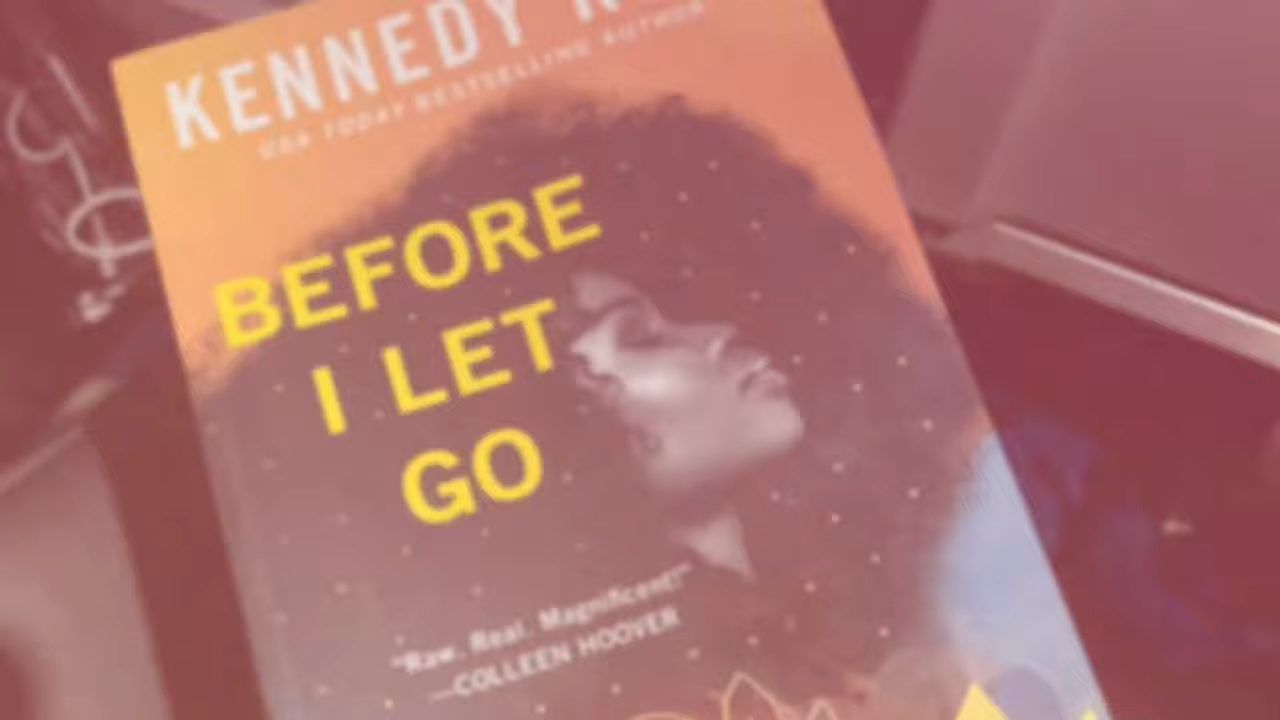 KENNEDY
USA TODAY BESTSELLING AUTHOR
BEFORE
I LET
GO
"Raw. Real. Magnificent!"
—COLLEEN HOOVER